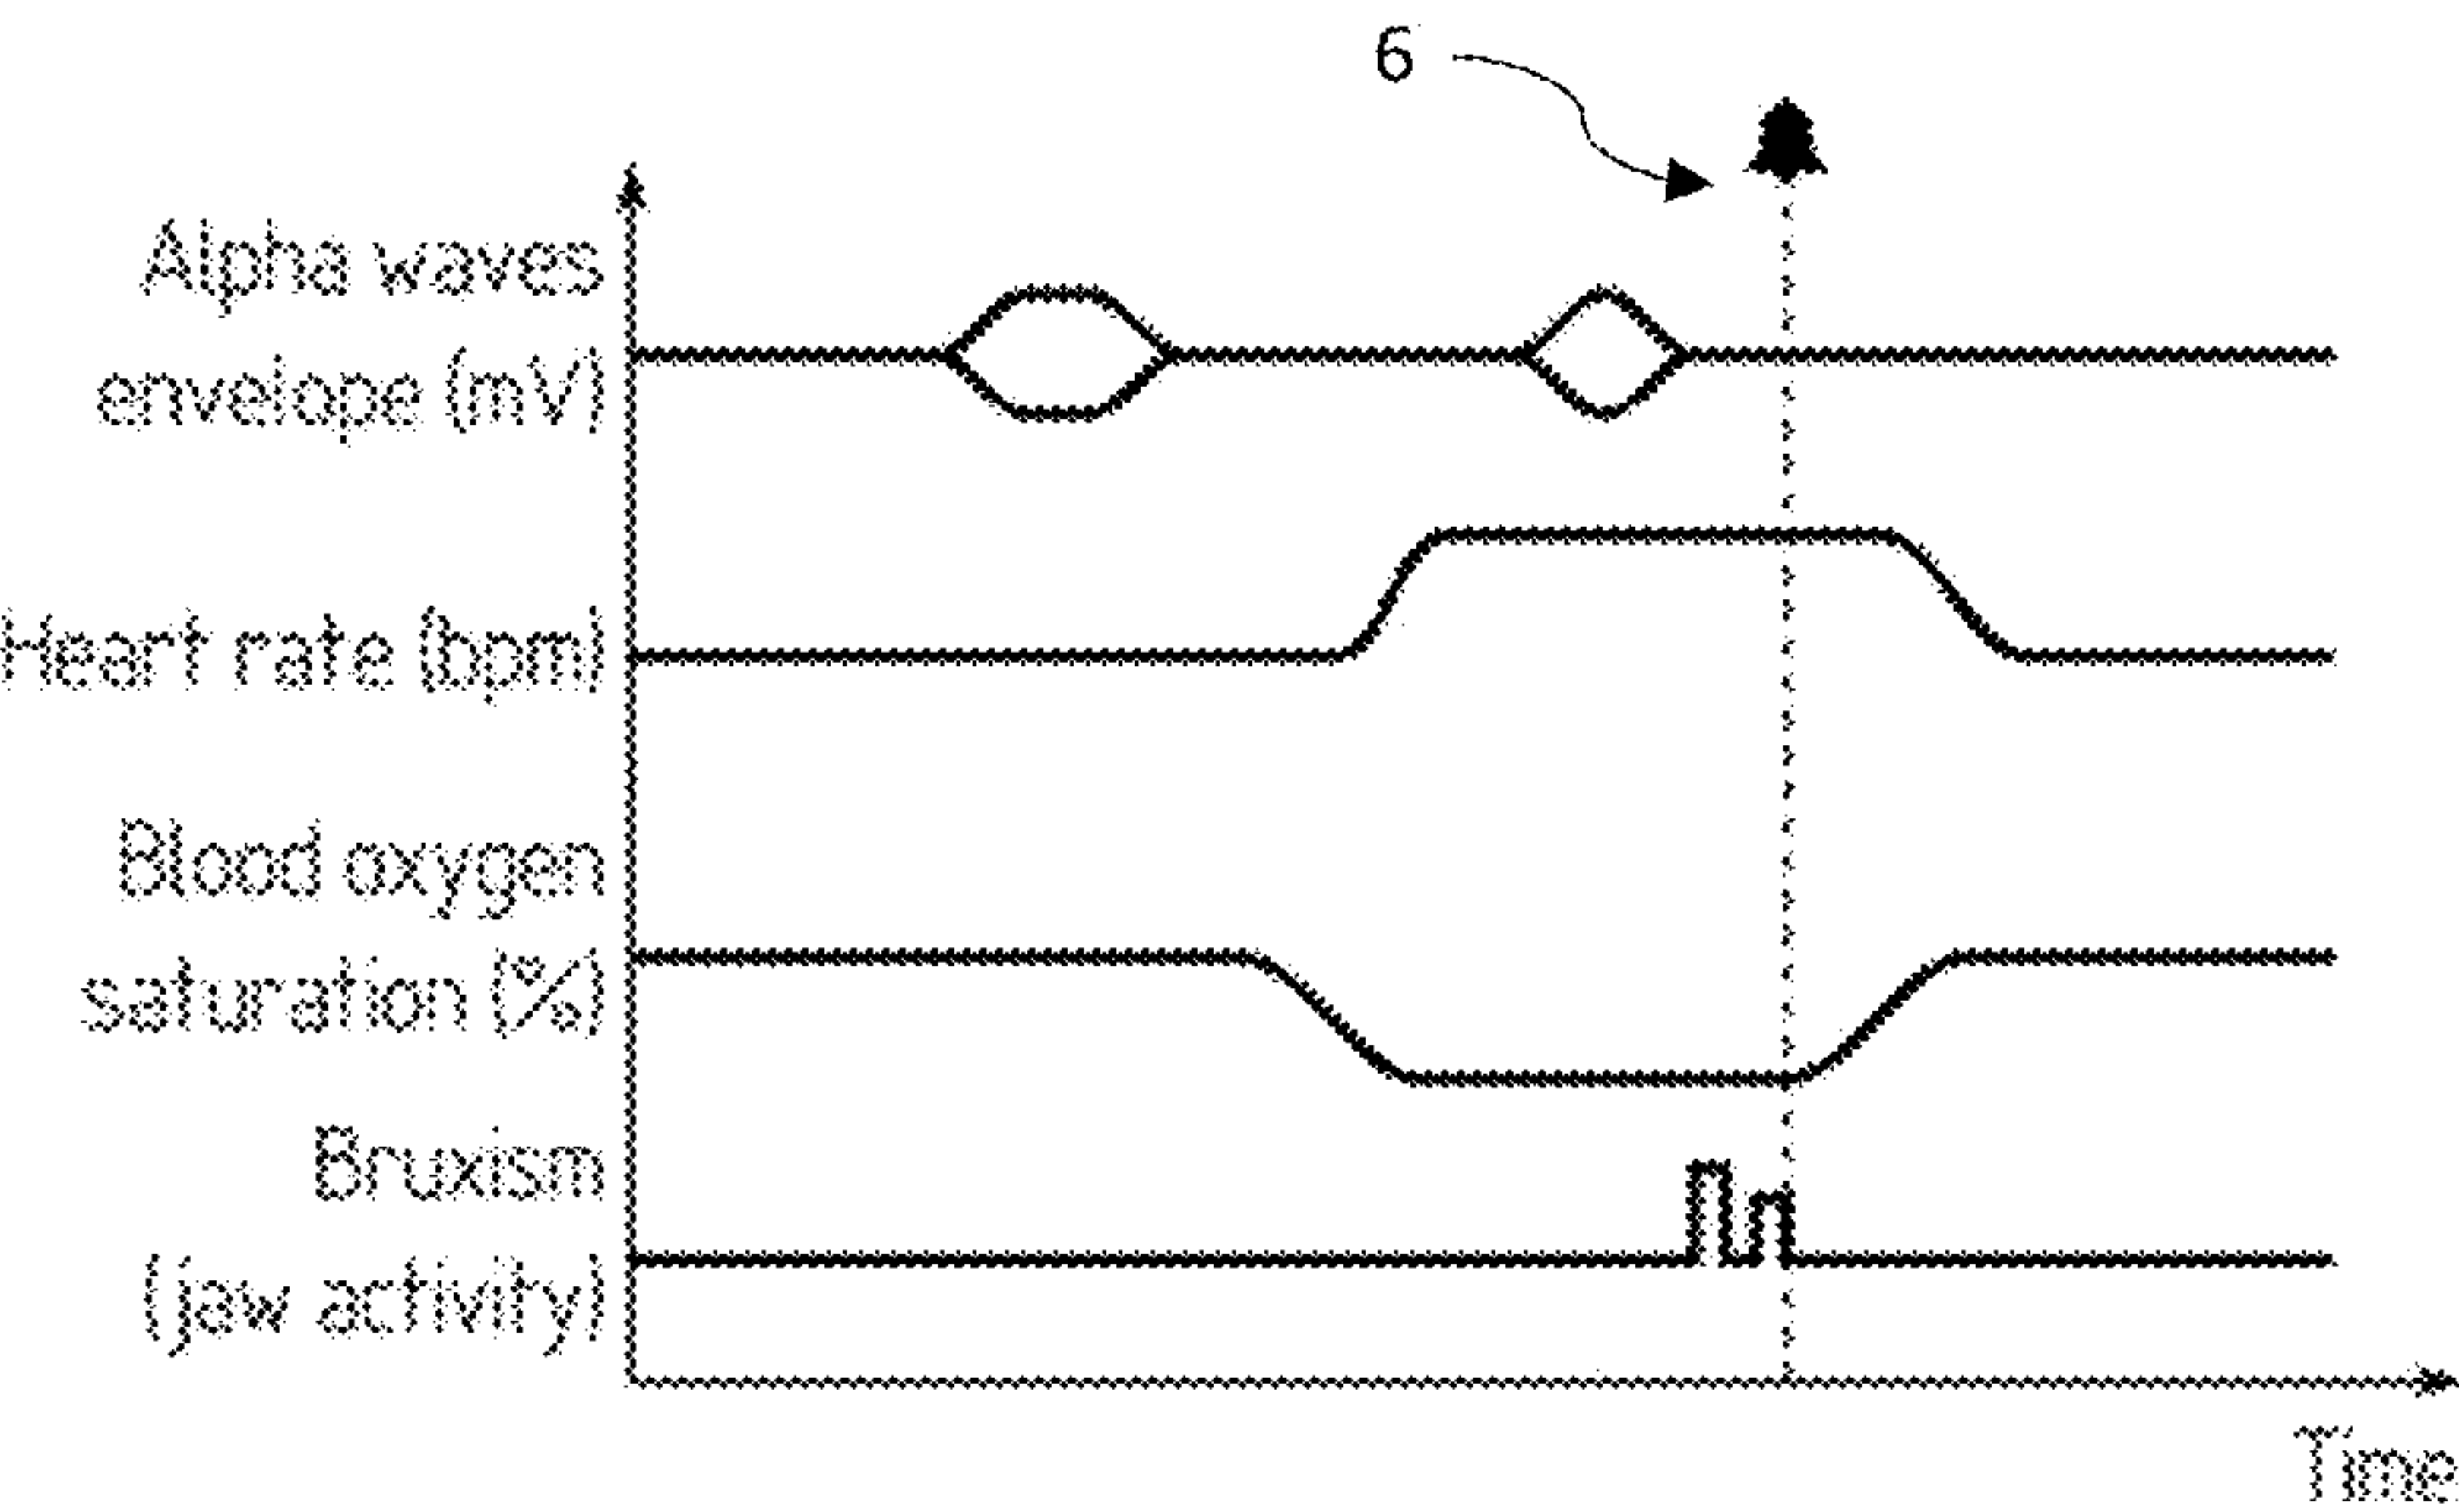 6
Alpha waves
envelope (mV)
Heart rate (bpm)
Blood oxygen
saturation (%)
Bruxism
(jaw activity)
Time